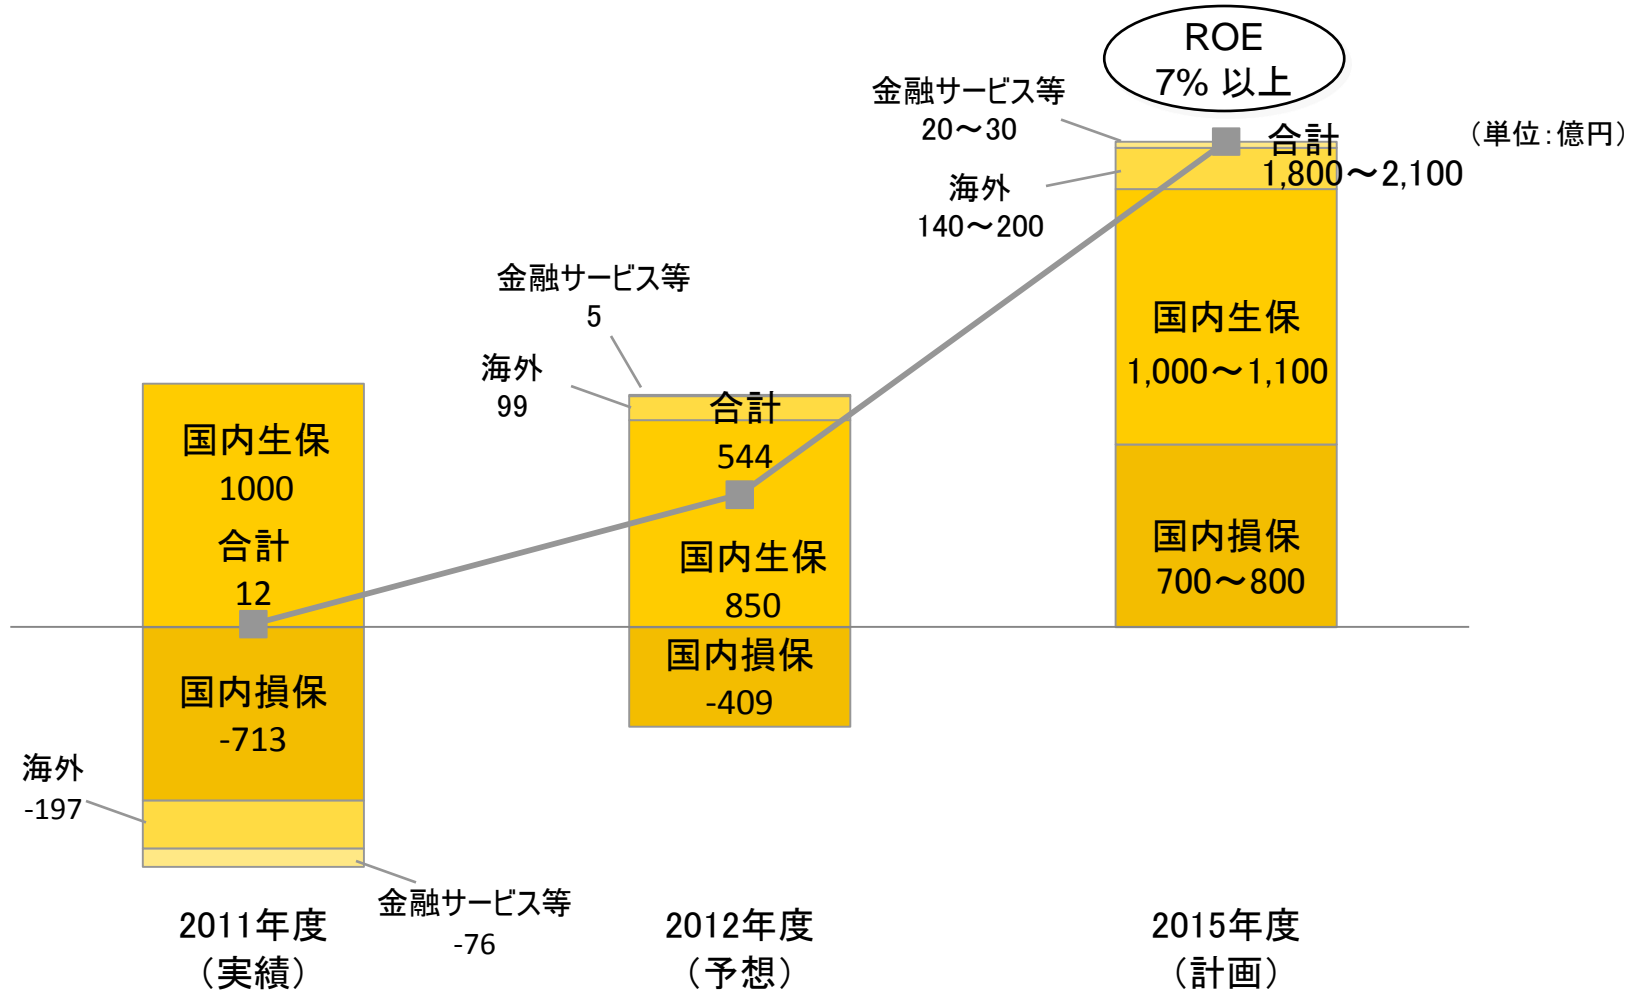 ROE
7% 以上
(単位:億円)
金融サービス等
20～30
合計
1,800～2,100
海外
140～200
国内生保
1,000～1,100
国内損保
700～800
金融サービス等
5
海外
99
合計
544
国内生保
850
国内損保
-409
国内生保
1000
合計
12
国内損保
-713
海外
-197
金融サービス等
-76
2011年度
(実績)
2012年度
(予想)
2015年度
(計画)